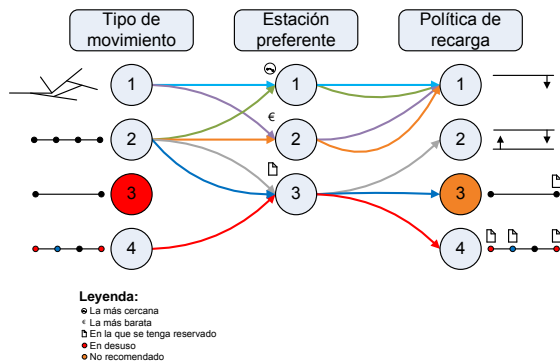 Tipo de
movimiento
Estación
preferente
Política de
recarga
1
1
1
€
2
2
2
3
3
3
4
4
Leyenda:
La más cercana
€ La más barata
En la que se tenga reservado
En desuso
No recomendado